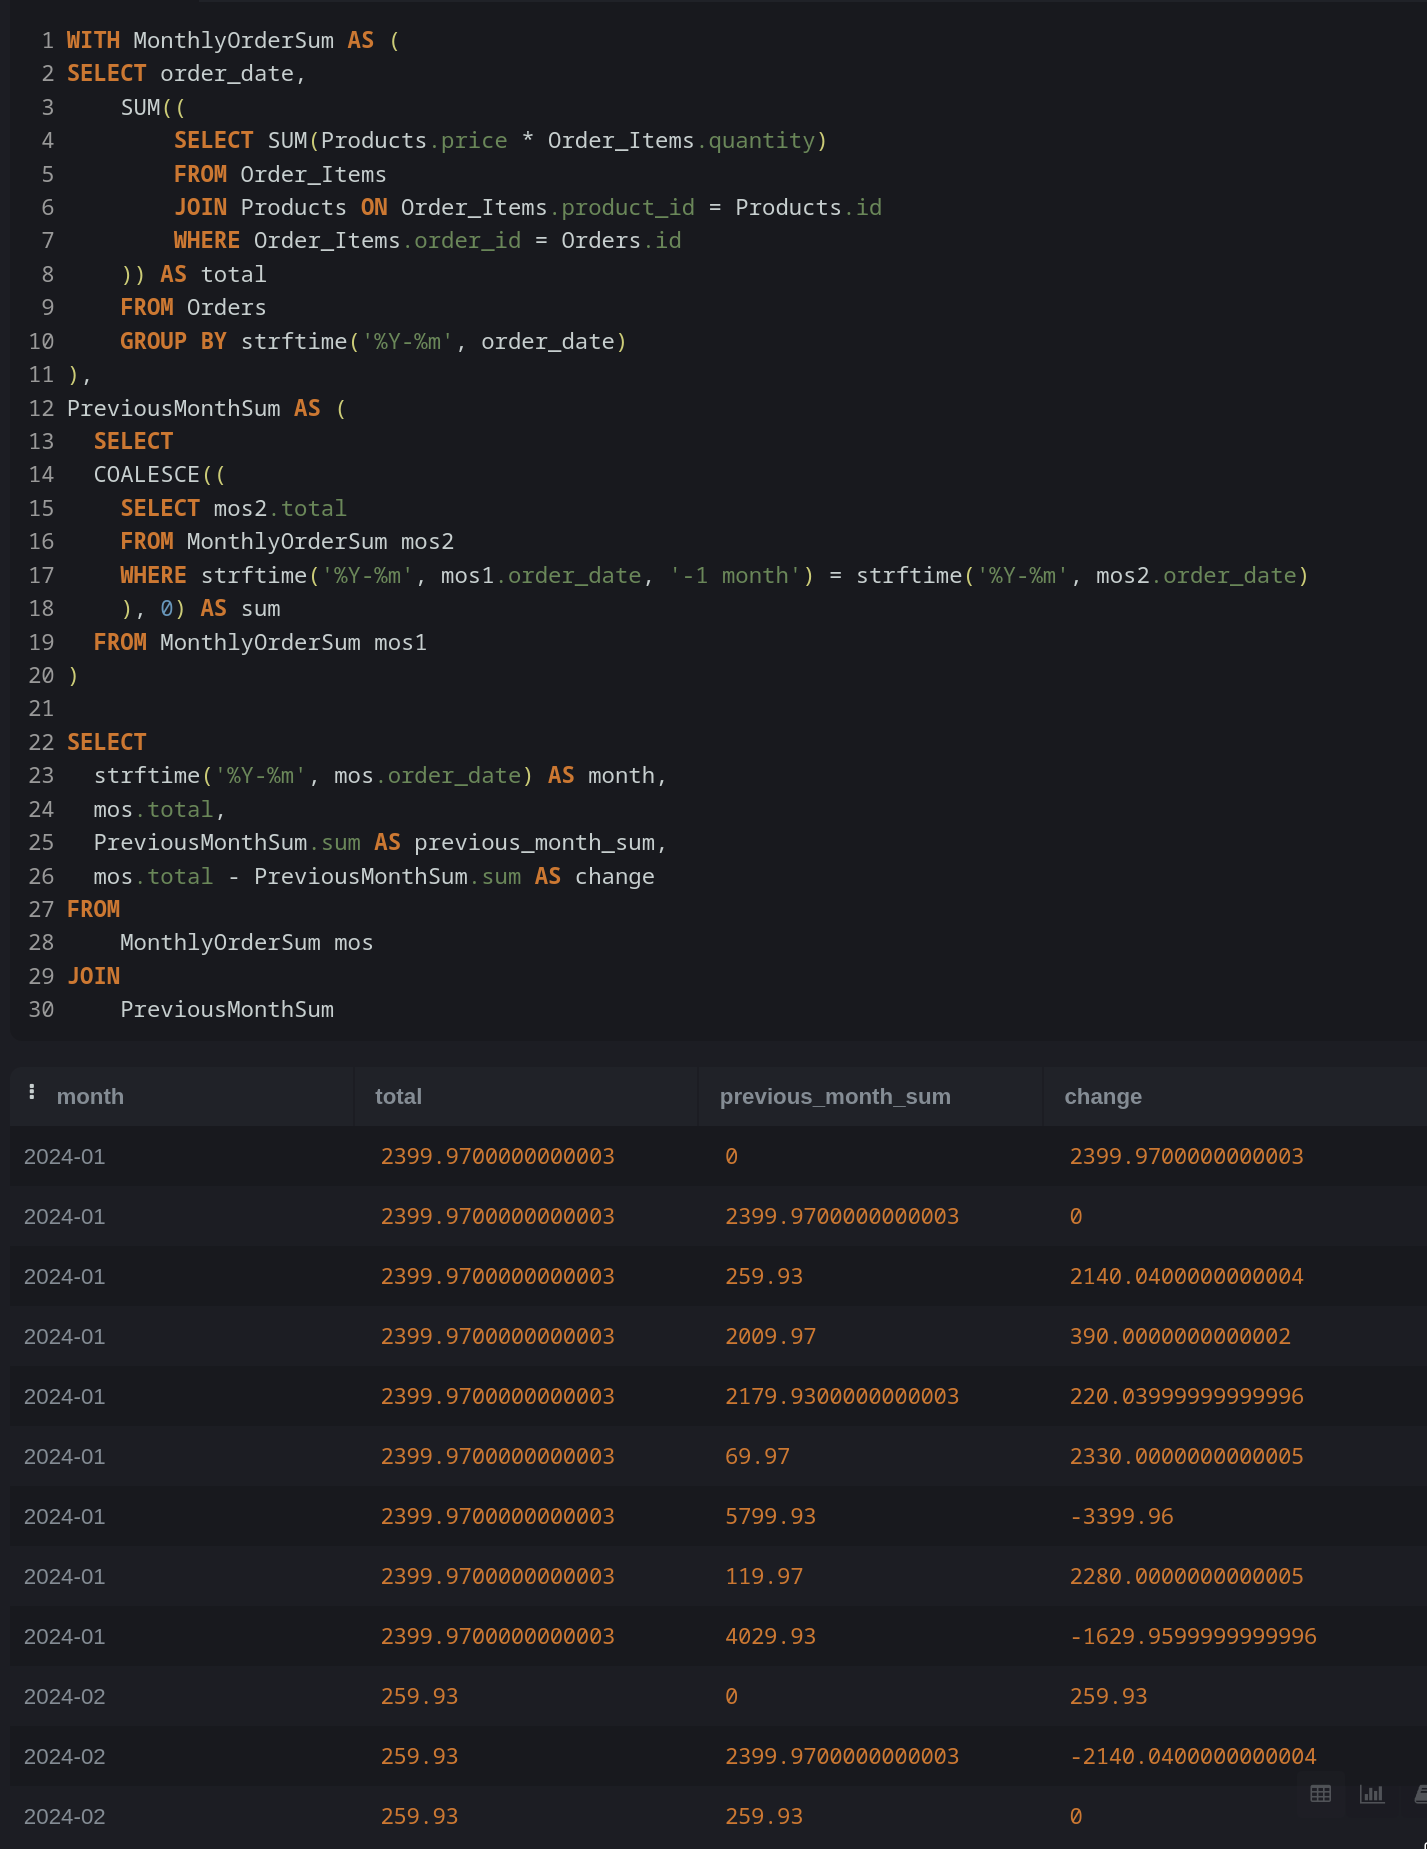 1 WITH MonthlyOrderSum AS (
2 SELECT order_date,
3     SUM((
4         SELECT SUM(Products.price * Order_Items.quantity)
5         FROM Order_Items
6         JOIN Products ON Order_Items.product_id = Products.id
7         WHERE Order_Items.order_id = Orders.id
8     )) AS total
9     FROM Orders
10     GROUP BY strftime('%Y-%m', order_date)
11 ),
12 PreviousMonthSum AS (
13   SELECT
14   COALESCE((
15     SELECT mos2.total
16     FROM MonthlyOrderSum mos2
17     WHERE strftime('%Y-%m', mos1.order_date, '-1 month') = strftime('%Y-%m', mos2.order_date)
18     ), 0) AS sum
19   FROM MonthlyOrderSum mos1
20 )
21
22 SELECT
23   strftime('%Y-%m', mos.order_date) AS month,
24   mos.total,
25   PreviousMonthSum.sum AS previous_month_sum,
26   mos.total - PreviousMonthSum.sum AS change
27 FROM
28     MonthlyOrderSum mos
29 JOIN
30     PreviousMonthSum
month total previous_month_sum change
2024-01 2399.9700000000003 0 2399.9700000000003
2024-01 2399.9700000000003 2399.9700000000003 0
2024-01 2399.9700000000003 259.93 2140.0400000000004
2024-01 2399.9700000000003 2009.97 390.0000000000002
2024-01 2399.9700000000003 2179.9300000000003 220.03999999999996
2024-01 2399.9700000000003 69.97 2330.0000000000005
2024-01 2399.9700000000003 5799.93 -3399.96
2024-01 2399.9700000000003 119.97 2280.0000000000005
2024-01 2399.9700000000003 4029.93 -1629.9599999999996
2024-02 259.93 0 259.93
2024-02 259.93 2399.9700000000003 -2140.0400000000004
2024-02 259.93 259.93 0